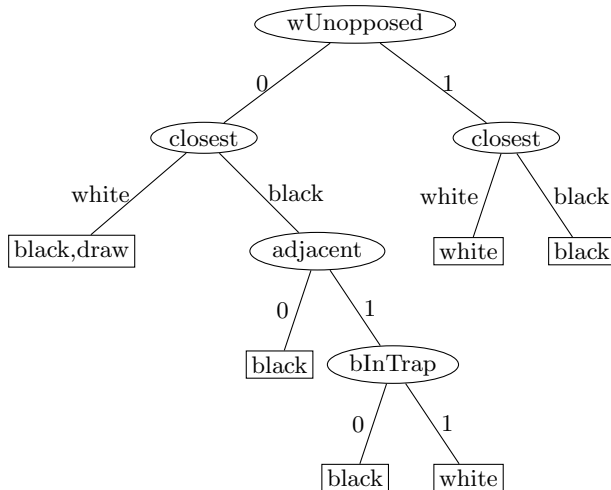 wUnopposed
0
1
closest
closest
white
black
white
black
black,draw
adjacent
white
black
0
1
black
bInTrap
0
1
black
white